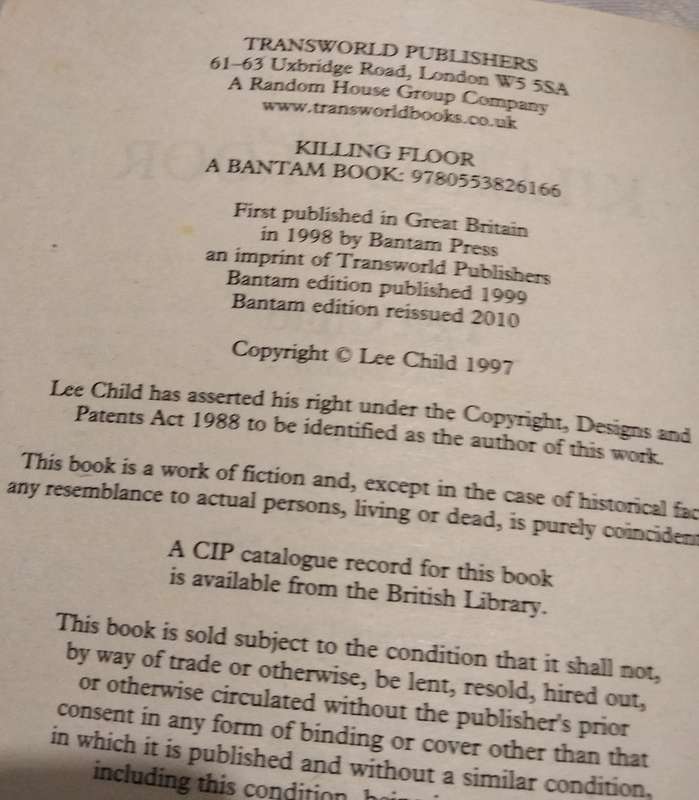 TRANSWORLD PUBLISHERS
61–63 Uxbridge Road, London W5 5SA
A Random House Group Company
www.transworldbooks.co.uk
KILLING FLOOR
A BANTAM BOOK: 9780553826166
First published in Great Britain
in 1998 by Bantam Press
an imprint of Transworld Publishers
Bantam edition published 1999
Bantam edition reissued 2010
Copyright © Lee Child 1997
Lee Child has asserted his right under the Copyright, Designs and
Patents Act 1988 to be identified as the author of this work.
This book is a work of fiction and, except in the case of historical fac
any resemblance to actual persons, living or dead, is purely coincident
A CIP catalogue record for this book
is available from the British Library.
This book is sold subject to the condition that it shall not,
by way of trade or otherwise, be lent, resold, hired out,
or otherwise circulated without the publisher's prior
consent in any form of binding or cover other than that
in which it is published and without a similar condition,
including this condition, being